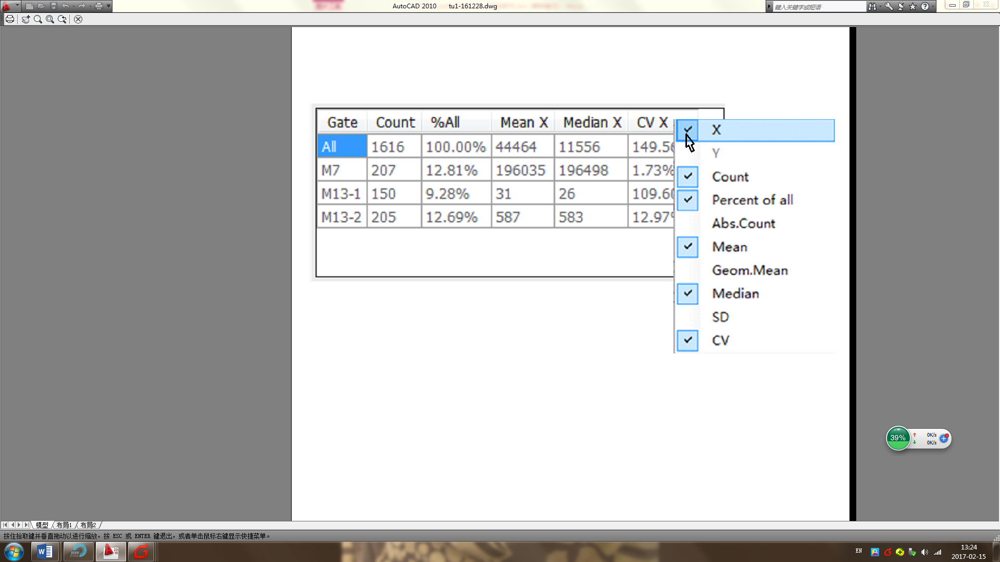 AutoCAD 2010 tu1-161228.dwg
键入关键字或短语
Gate Count %All Mean X Median X CV X
All 1616 100.00% 44464 11556 149.56
M7 207 12.81% 196035 196498 1.73%
M13-1 150 9.28% 31 26 109.60
M13-2 205 12.69% 587 583 12.97%
X
Y
Count
Percent of all
Abs.Count
Mean
Geom.Mean
Median
SD
CV
39%
0K/s
0K/s
模型 布局1 布局2
按住拾取键并垂直拖动以进行缩放，按 ESC 或 ENTER 键退出，或者单击鼠标右键显示快捷菜单。
EN
13:24
2017-02-15